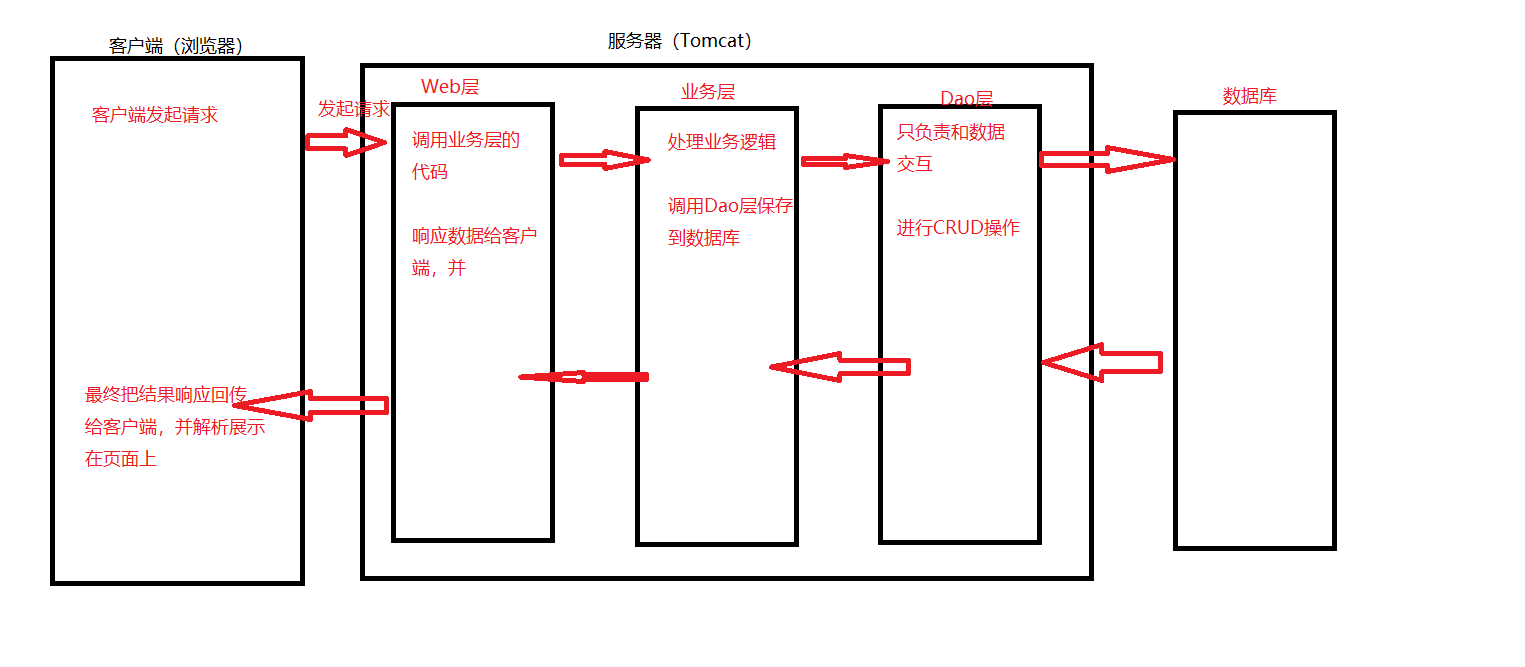 客户端（浏览器）
服务器（Tomcat）
客户端发起请求
发起请求
Web层
调用业务层的
代码
响应数据给客户
端，并
业务层
处理业务逻辑
调用Dao层保存
到数据库
Dao层
只负责和数据
交互
进行CRUD操作
数据库
最终把结果响应回传
给客户端，并解析展示
在页面上